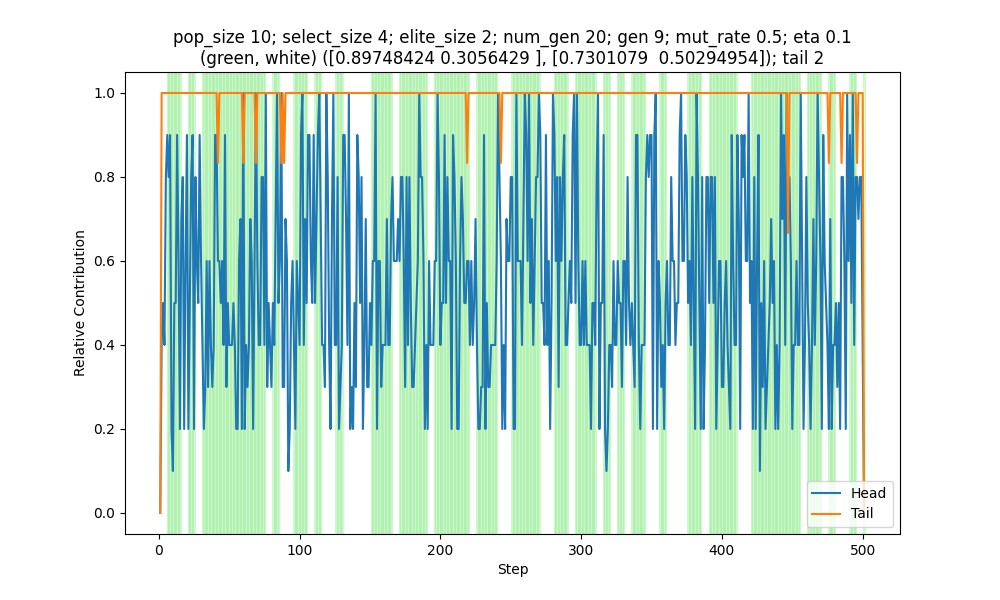 pop_size 10; select_size 4; elite_size 2; num_gen 20; gen 9; mut_rate 0.5; eta 0.1
(green, white) ([0.89748424 0.3056429 ], [0.7301079  0.50294954]); tail 2
1.0
0.8
0.6
0.4
0.2
0.0
Relative Contribution
Head
Tail
0
100
200
300
400
500
Step